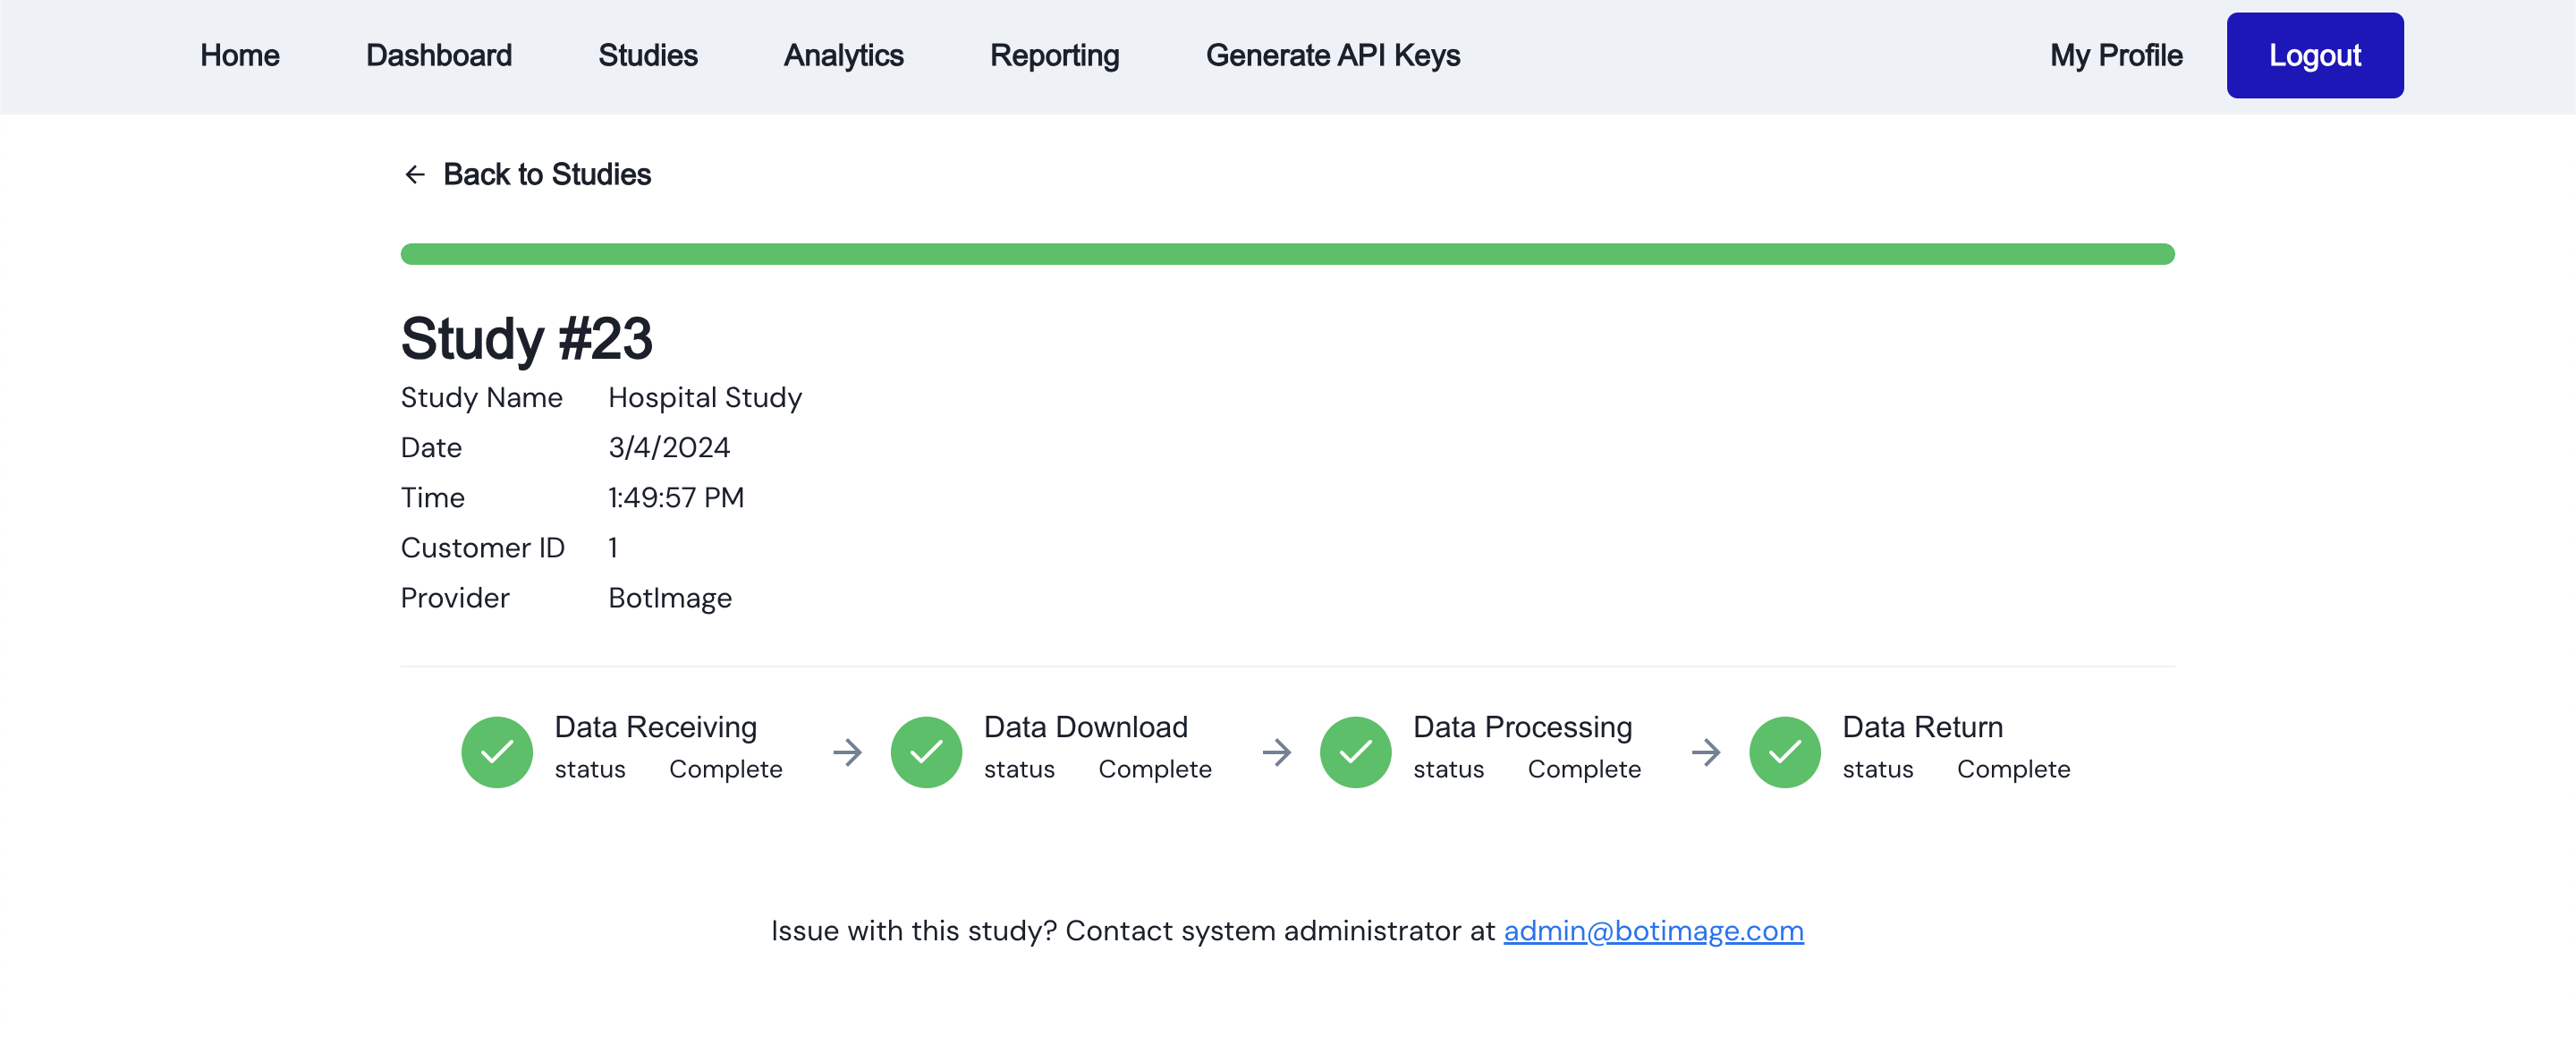 Home Dashboard Studies Analytics Reporting Generate API Keys My Profile Logout
Back to Studies
Study #23
Study Name Hospital Study
Date 3/4/2024
Time 1:49:57 PM
Customer ID 1
Provider BotImage
Data Receiving
status Complete
Data Download
status Complete
Data Processing
status Complete
Data Return
status Complete
Issue with this study? Contact system administrator at admin@botimage.com